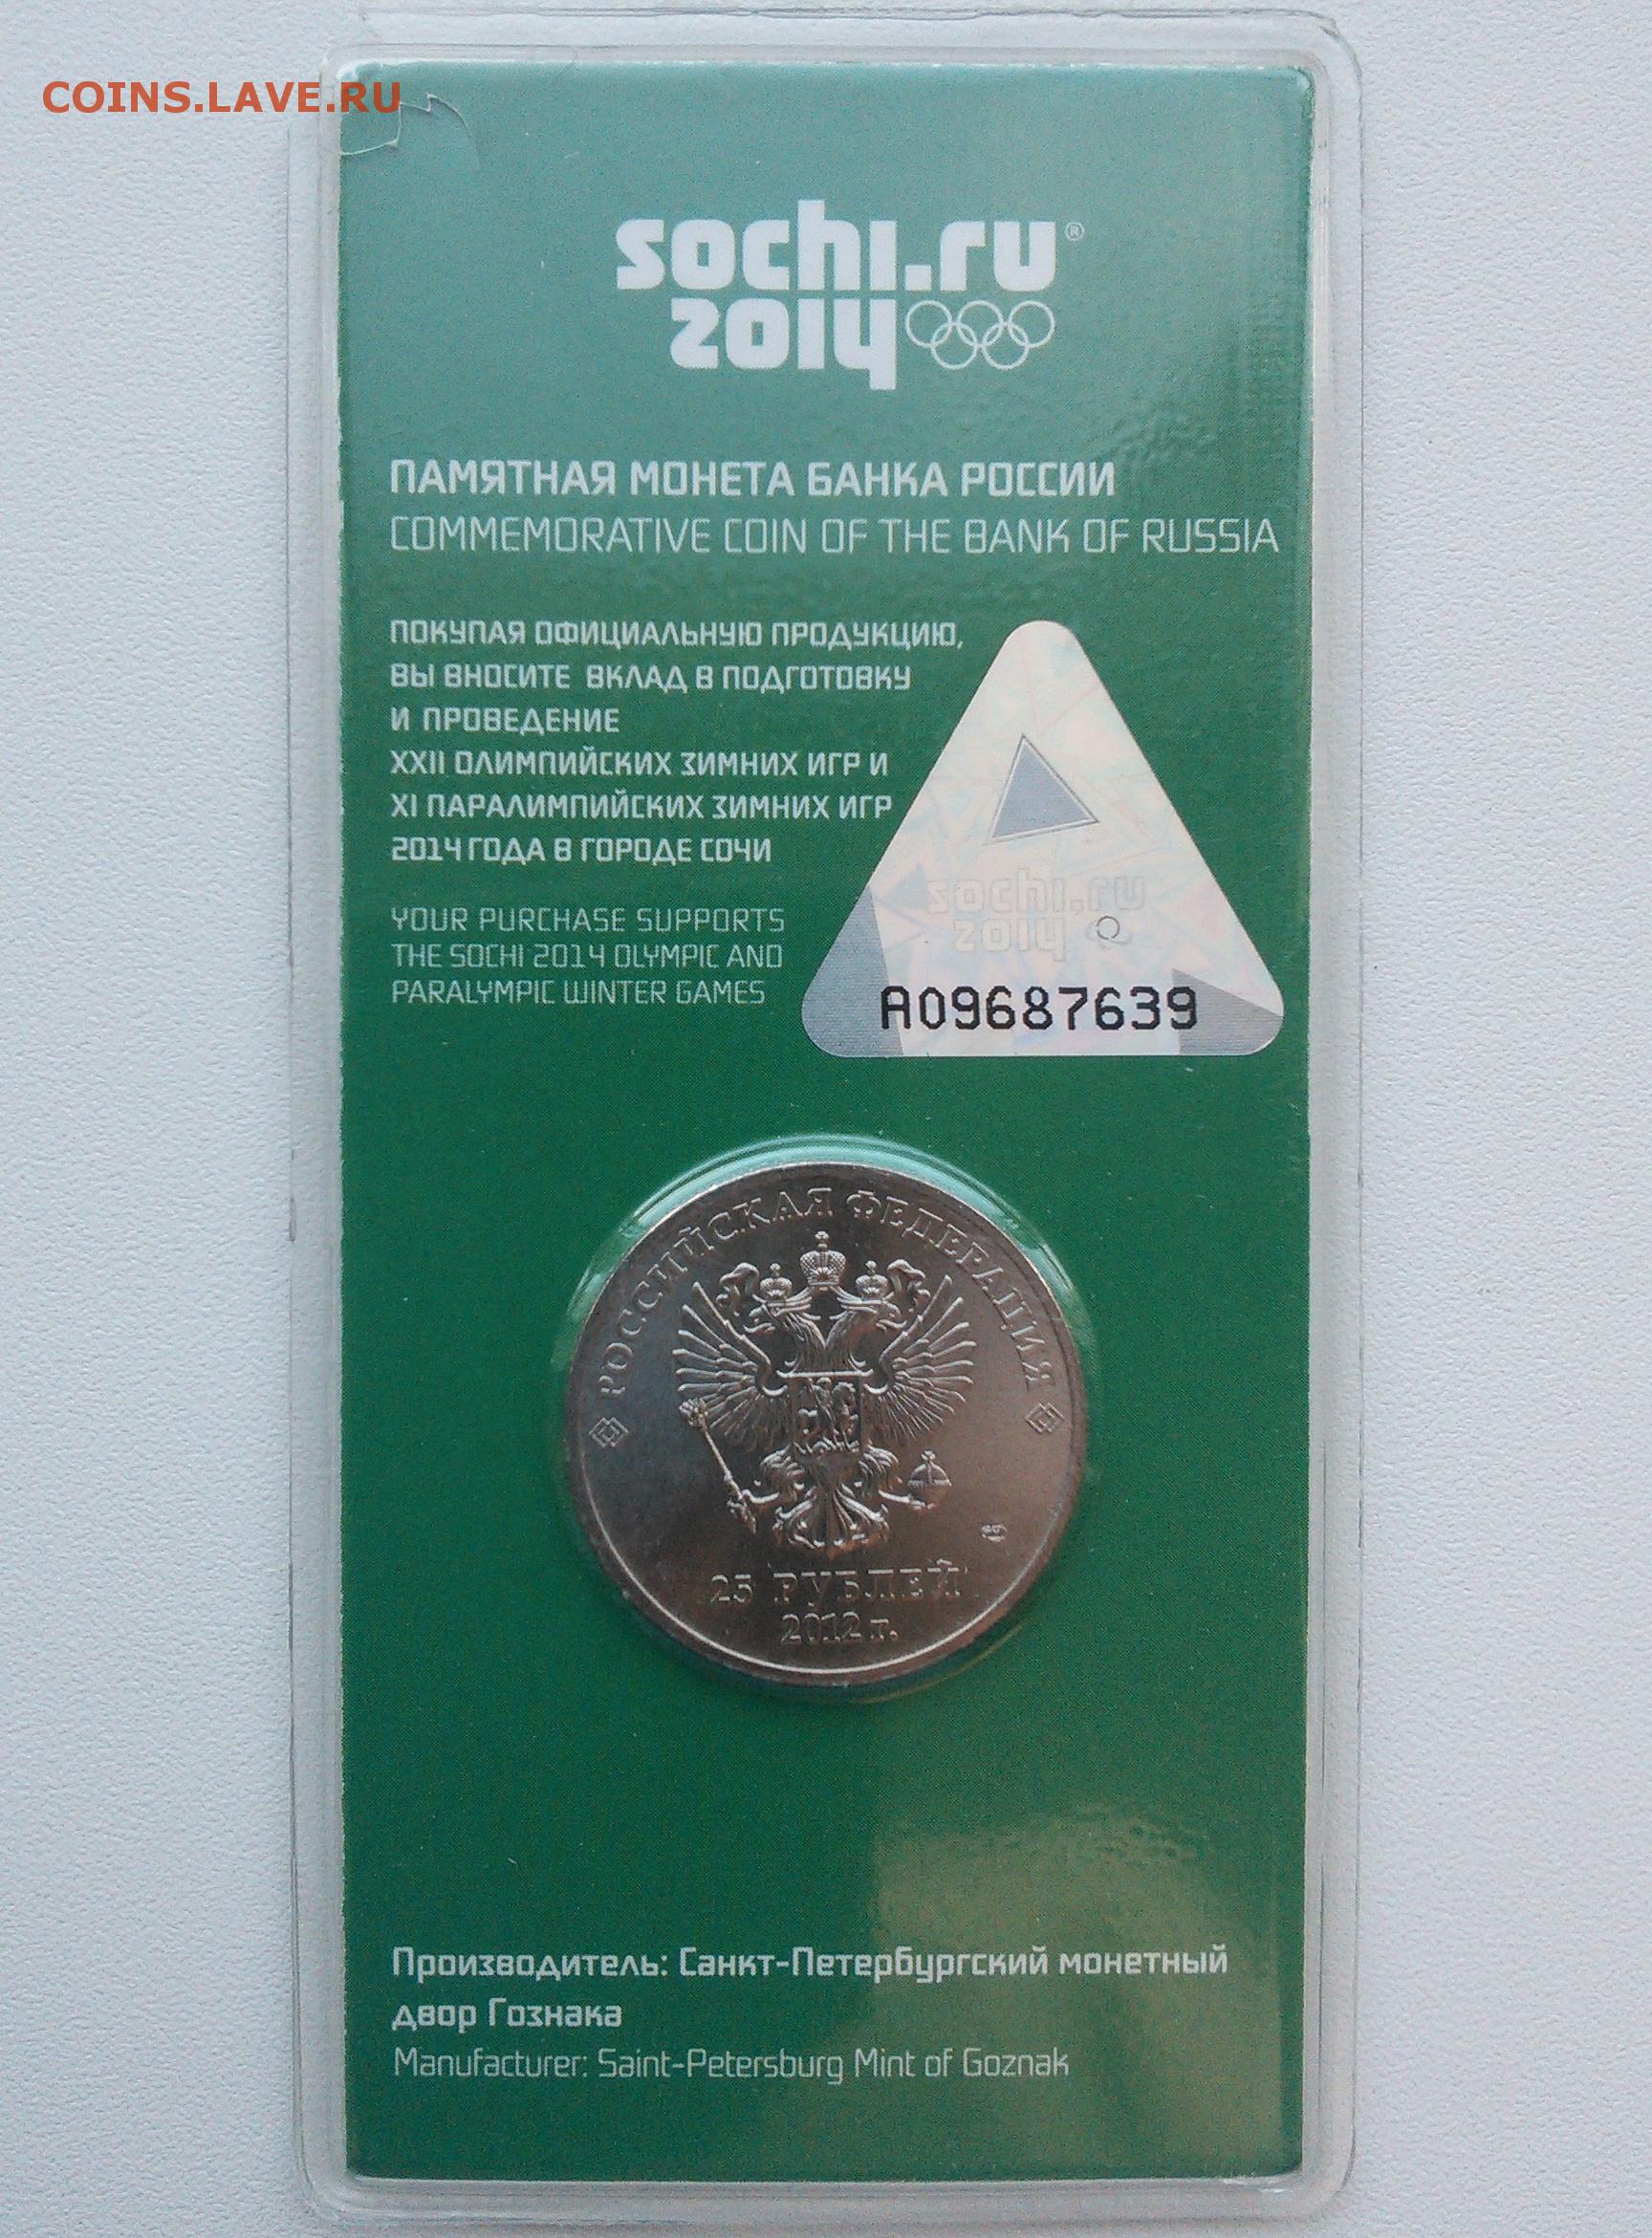 COINS.LAVE.RU
sochi.ru®
2014
ПАМЯТНАЯ МОНЕТА БАНКА РОССИИ
COMMEMORATIVE COIN OF THE BANK OF RUSSIA
ПОКУПАЯ ОФИЦИАЛЬНУЮ ПРОДУКЦИЮ,
ВЫ ВНОСИТЕ ВКЛАД В ПОДГОТОВКУ
И ПРОВЕДЕНИЕ
XXII ОЛИМПИЙСКИХ ЗИМНИХ ИГР И
XI ПАРАЛИМПИЙСКИХ ЗИМНИХ ИГР
2014 ГОДА В ГОРОДЕ СОЧИ
YOUR PURCHASE SUPPORTS
THE SOCHI 2014 OLYMPIC AND
PARALYMPIC WINTER GAMES
sochi.ru
2014
A09687639
РОССИЙСКАЯ ФЕДЕРАЦИЯ
25 РУБЛЕЙ
2012 г.
Производитель: Санкт-Петербургский монетный
двор Гознака
Manufacturer: Saint-Petersburg Mint of Goznak